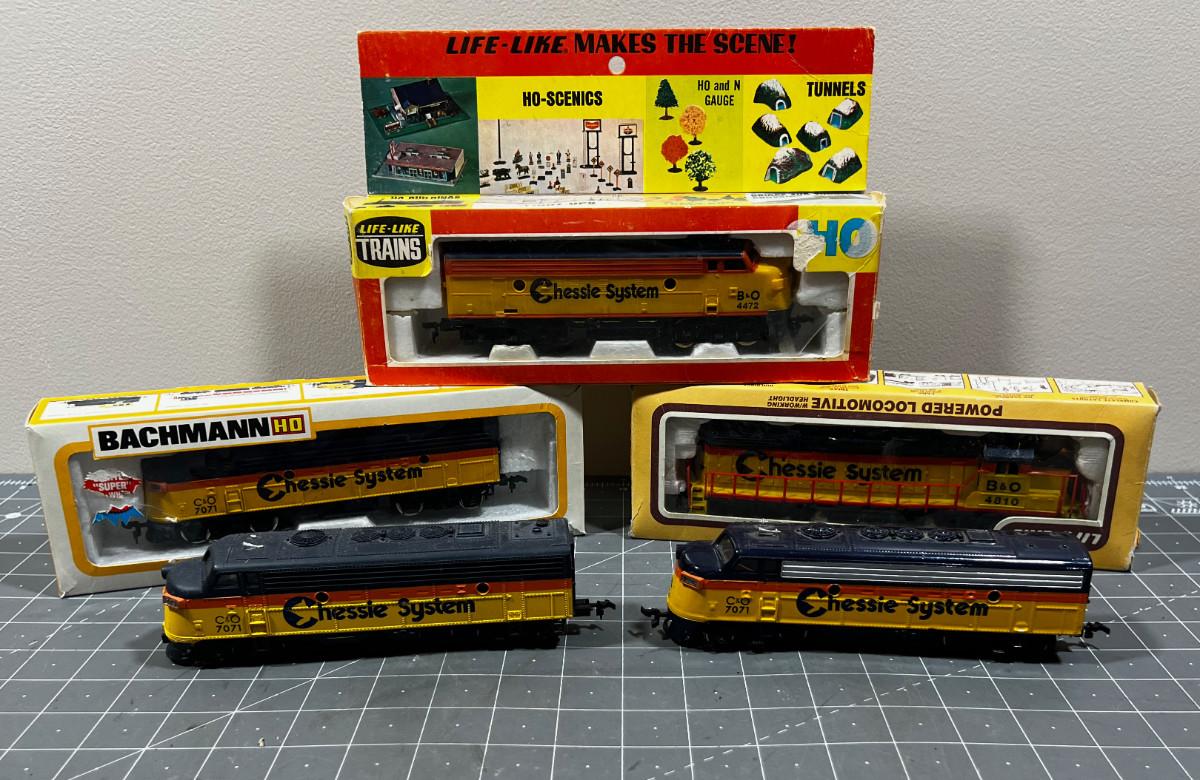 LIFE-LIKE MAKES THE SCENE!
HO-SCENICS
HO and N
GAUGE
TUNNELS
LIFE-LIKE
TRAINS
HO
Chessie System
B&O
4472
BACHMANN HO
"SUPER"
Chessie System
C&O
7071
POWERED LOCOMOTIVE
W/WORKING
HEADLIGHT
Chessie System
B&O
4810
C&O
7071
Chessie System
C&O
7071
Chessie System